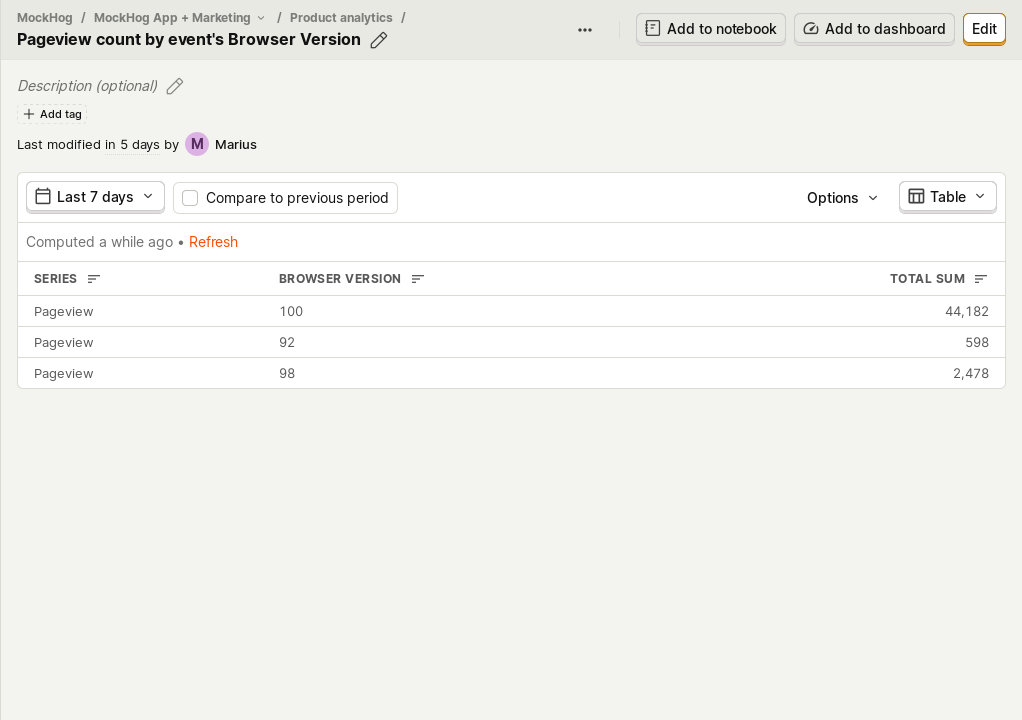 MockHog / MockHog App + Marketing / Product analytics /
Pageview count by event's Browser Version
Add to notebook
Add to dashboard
Edit
Description (optional)
Add tag
Last modified in 5 days by M Marius
Last 7 days
Compare to previous period
Options
Table
Computed a while ago • Refresh
SERIES BROWSER VERSION TOTAL SUM
Pageview 100 44,182
Pageview 92 598
Pageview 98 2,478